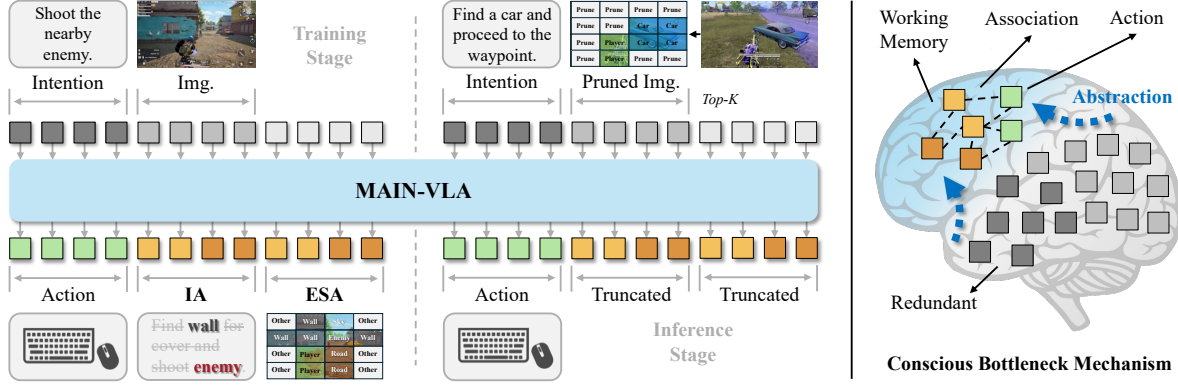 Shoot the
nearby
enemy.
Training
Stage
Intention
Img.
Find a car and
proceed to the
waypoint.
Prune Prune Prune Prune
Prune Prune Car Car
Prune Player Car Car
Prune Player Prune Prune
Intention
Pruned Img.
Top-K
MAIN-VLA
Action
IA
ESA
Find wall for
cover and
shoot enemy.
Other Wall Sky Other
Wall Wall Enemy Wall
Other Player Road Other
Other Player Road Other
Action
Truncated
Truncated
Inference
Stage
Working
Memory
Association
Action
Abstraction
Redundant
Conscious Bottleneck Mechanism